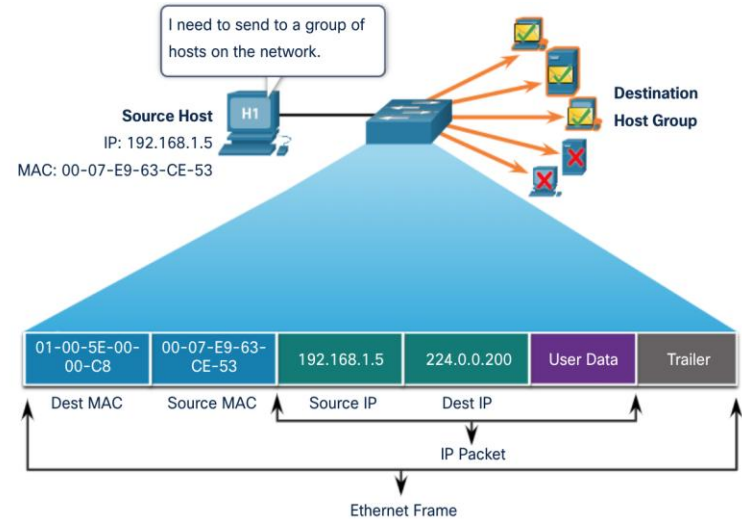 I need to send to a group of
hosts on the network.
H1
Source Host
IP: 192.168.1.5
MAC: 00-07-E9-63-CE-53
Destination
Host Group
01-00-5E-00-
00-C8
00-07-E9-63-
CE-53
192.168.1.5
224.0.0.200
User Data
Trailer
Dest MAC
Source MAC
Source IP
Dest IP
IP Packet
Ethernet Frame